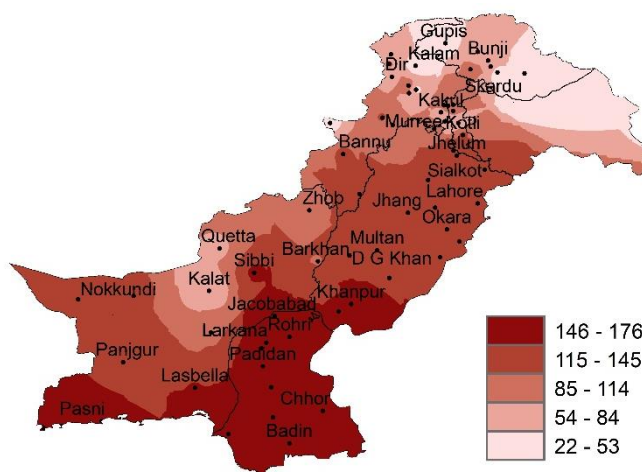 Gupis
Kalam
Bunji
Dir
Skardu
Kakul
Murree
Kotli
Jhelum
Bannu
Sialkot
Lahore
Zhob
Jhang
Okara
Quetta
Multan
Barkhan
Sibbi
D G Khan
Kalat
Nokkundi
Khanpur
Jacobabad
Larkana
Rohri
Padidan
Panjgur
Lasbella
Pasni
Chhor
Badin
146 - 176
115 - 145
85 - 114
54 - 84
22 - 53